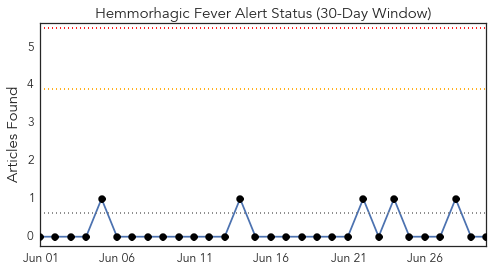 Hemmorhagic Fever Alert Status (30-Day Window)
Articles Found
5
4
3
2
1
0
Jun 01 Jun 06 Jun 11 Jun 16 Jun 21 Jun 26